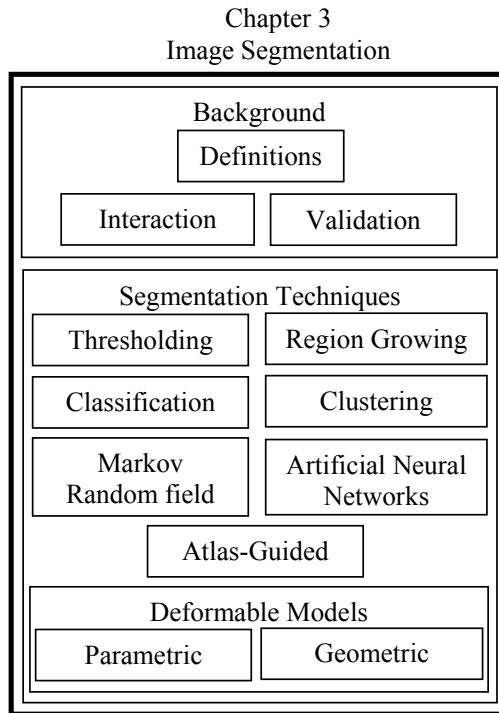 Chapter 3
Image Segmentation
Background
Definitions
Interaction
Validation
Segmentation Techniques
Thresholding
Region Growing
Classification
Clustering
Markov
Random field
Artificial Neural
Networks
Atlas-Guided
Deformable Models
Parametric
Geometric